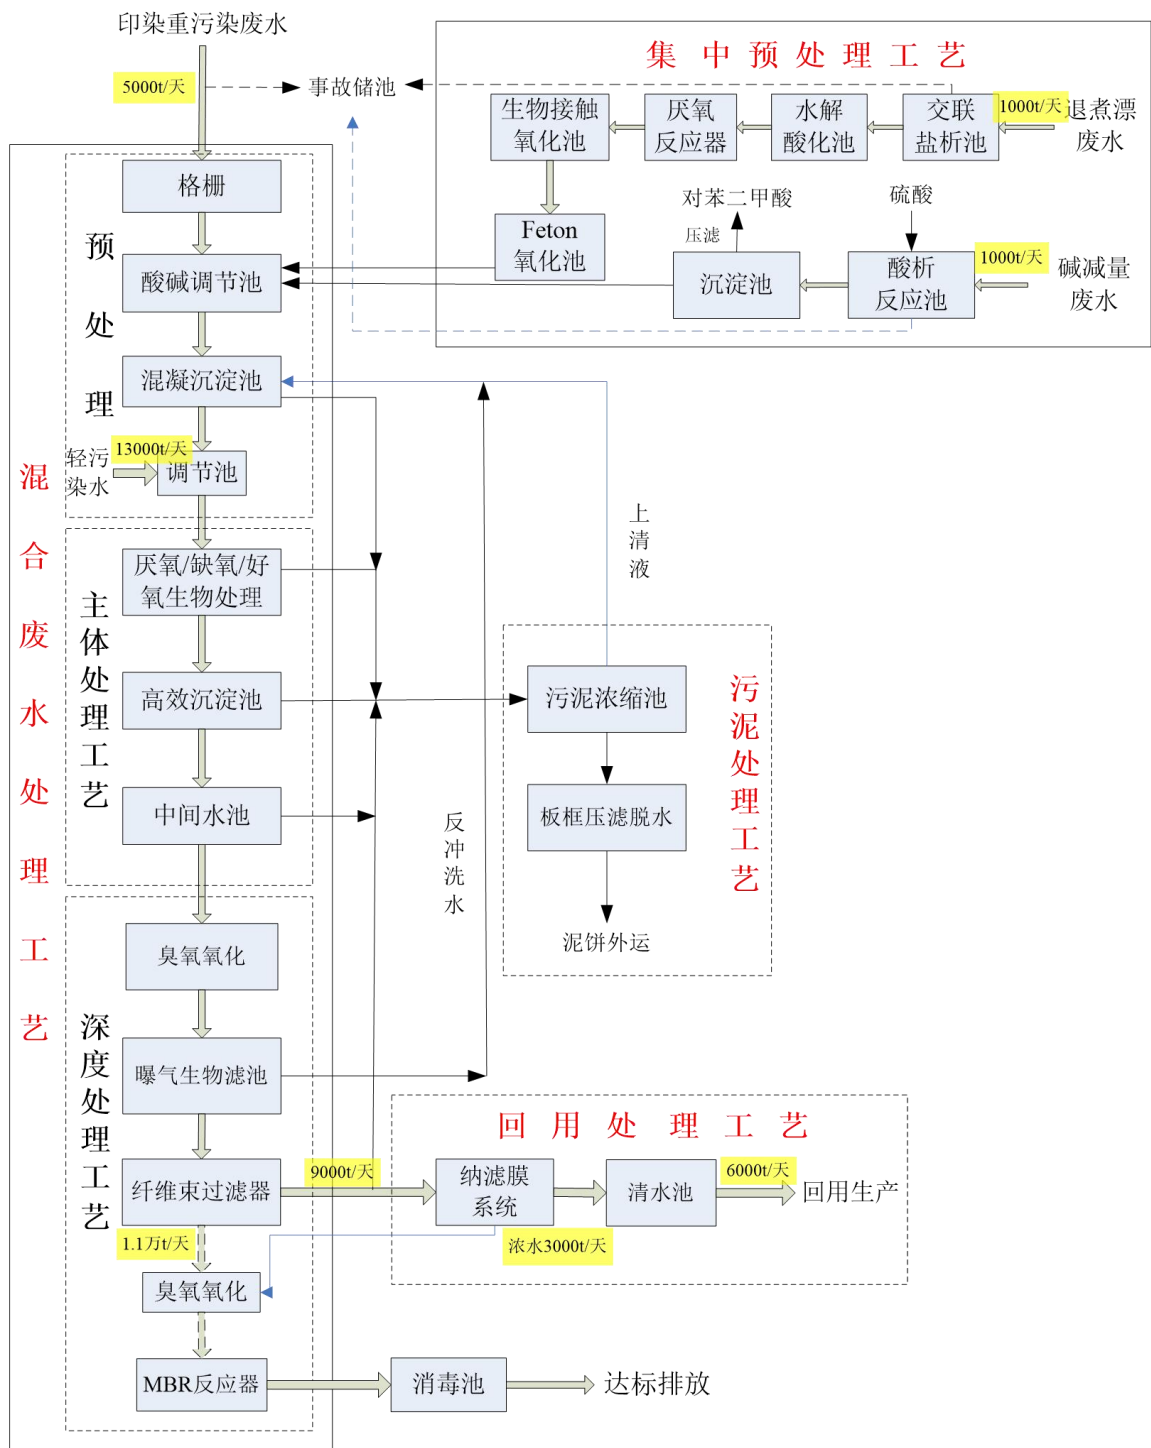 印染重污染废水
5000t/天
事故储池
集中预处理工艺
生物接触
氧化池
厌氧
反应器
水解
酸化池
交联
盐析池
1000t/天
退煮漂
废水
Feton
氧化池
对苯二甲酸
压滤
沉淀池
硫酸
酸析
反应池
1000t/天
碱减量
废水
混合废水处理工艺
预处理
格栅
酸碱调节池
混凝沉淀池
13000t/天
轻污
染水
调节池
主体处理工艺
厌氧/缺氧/好
氧生物处理
高效沉淀池
中间水池
上清液
反冲洗水
污泥处理工艺
污泥浓缩池
板框压滤脱水
泥饼外运
深度处理工艺
臭氧氧化
曝气生物滤池
纤维束过滤器
9000t/天
回用处理工艺
纳滤膜
系统
清水池
6000t/天
回用生产
浓水3000t/天
1.1万t/天
臭氧氧化
MBR反应器
消毒池
达标排放